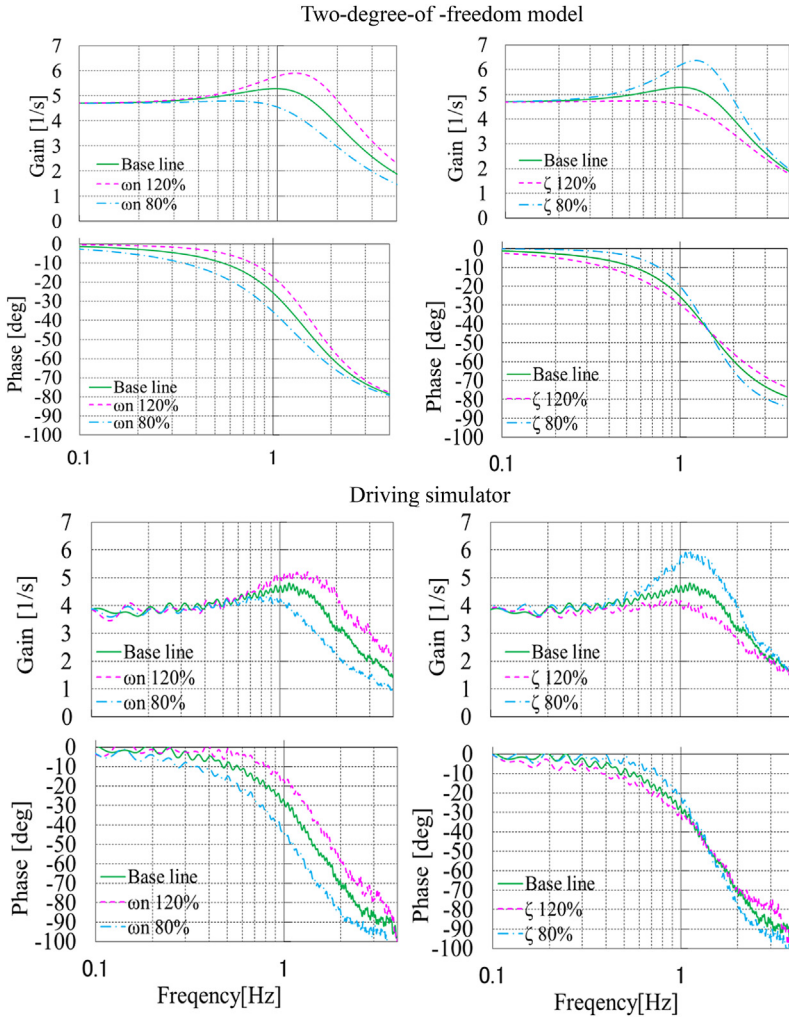 Two-degree-of -freedom model
7
6
5
4
3
2
1
0
Gain [1/s]
Base line
ωn 120%
ωn 80%
7
6
5
4
3
2
1
0
Gain [1/s]
Base line
ζ 120%
ζ 80%
0
-10
-20
-30
-40
-50
-60
-70
-80
-90
-100
Phase [deg]
Base line
ωn 120%
ωn 80%
0.1
1
0
-10
-20
-30
-40
-50
-60
-70
-80
-90
-100
Phase [deg]
Base line
ζ 120%
ζ 80%
0.1
1
Driving simulator
7
6
5
4
3
2
1
0
Gain [1/s]
Base line
ωn 120%
ωn 80%
7
6
5
4
3
2
1
0
Gain [1/s]
Base line
ζ 120%
ζ 80%
0
-10
-20
-30
-40
-50
-60
-70
-80
-90
-100
Phase [deg]
Base line
ωn 120%
ωn 80%
0.1
1
Freqency[Hz]
0
-10
-20
-30
-40
-50
-60
-70
-80
-90
-100
Phase [deg]
Base line
ζ 120%
ζ 80%
0.1
1
Freqency[Hz]